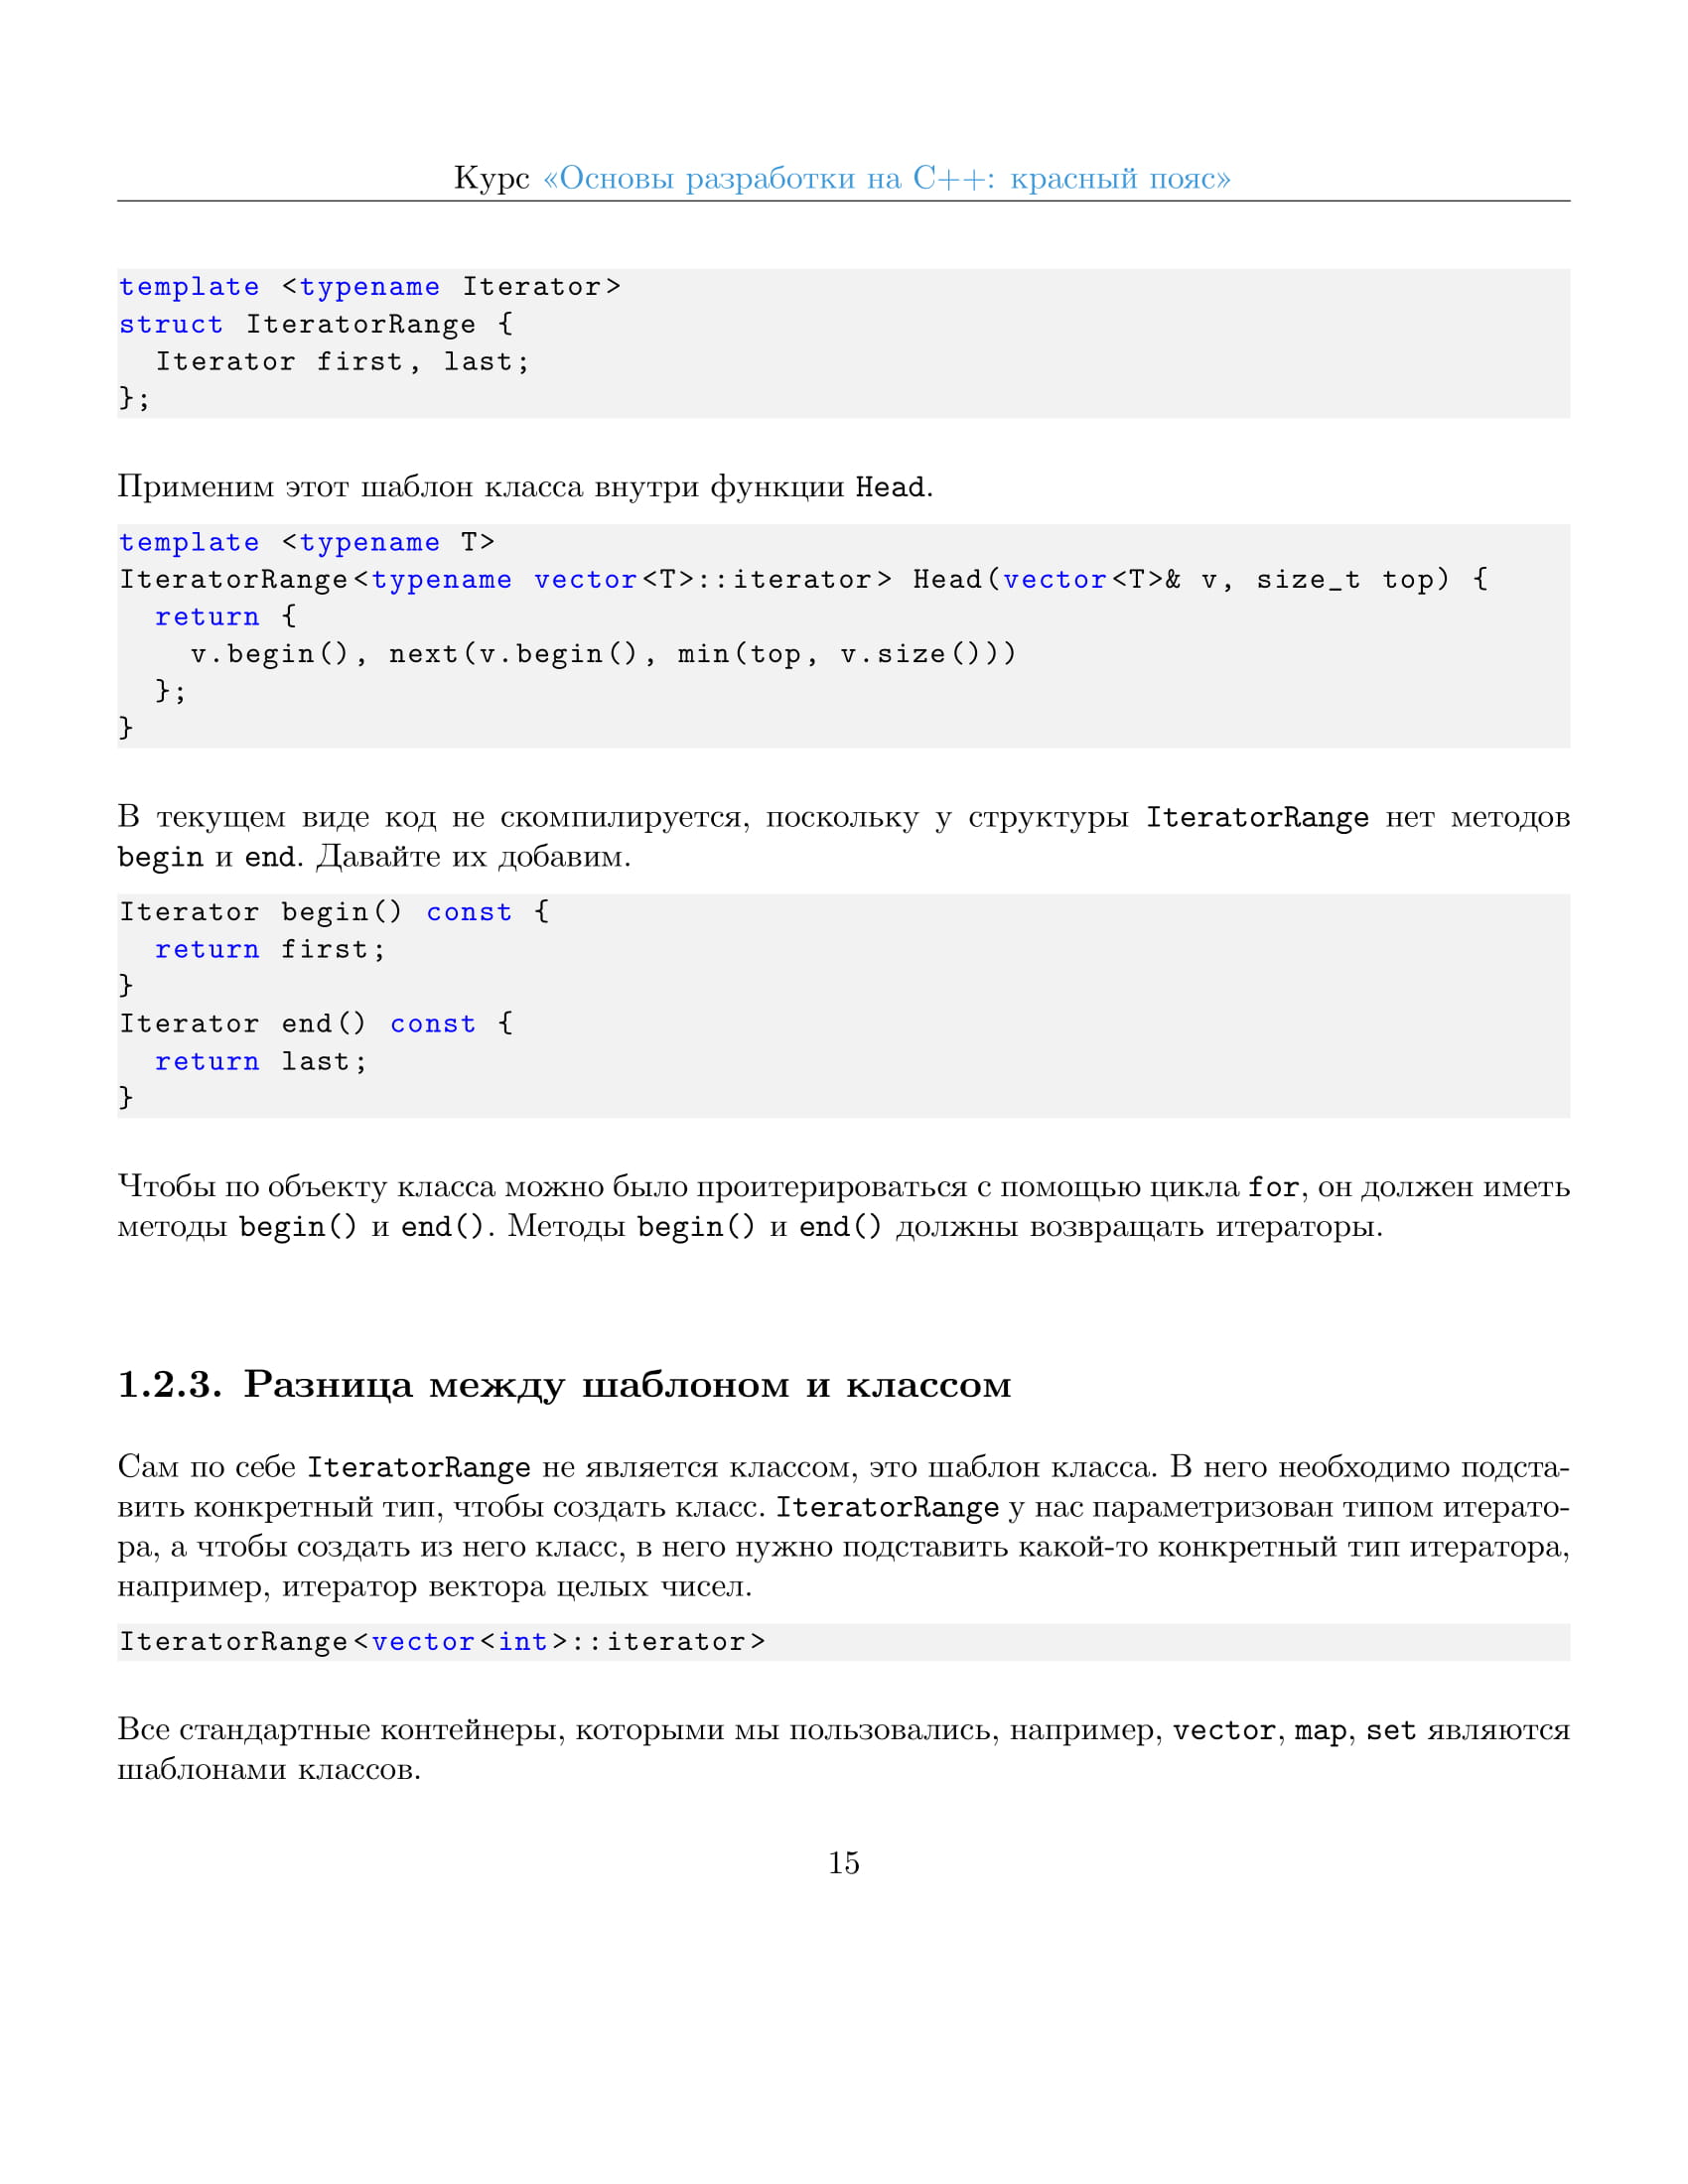 Курс «Основы разработки на C++: красный пояс»
template <typename Iterator>
struct IteratorRange {
  Iterator first, last;
};
Применим этот шаблон класса внутри функции Head.
template <typename T>
IteratorRange<typename vector<T>::iterator> Head(vector<T>& v, size_t top) {
  return {
    v.begin(), next(v.begin(), min(top, v.size()))
  };
}
В текущем виде код не скомпилируется, поскольку у структуры IteratorRange нет методов
begin и end. Давайте их добавим.
Iterator begin() const {
  return first;
}
Iterator end() const {
  return last;
}
Чтобы по объекту класса можно было проитерироваться с помощью цикла for, он должен иметь
методы begin() и end(). Методы begin() и end() должны возвращать итераторы.
1.2.3. Разница между шаблоном и классом
Сам по себе IteratorRange не является классом, это шаблон класса. В него необходимо подста-
вить конкретный тип, чтобы создать класс. IteratorRange у нас параметризован типом итерато-
ра, а чтобы создать из него класс, в него нужно подставить какой-то конкретный тип итератора,
например, итератор вектора целых чисел.
IteratorRange<vector<int>::iterator>
Все стандартные контейнеры, которыми мы пользовались, например, vector, map, set являются
шаблонами классов.
15